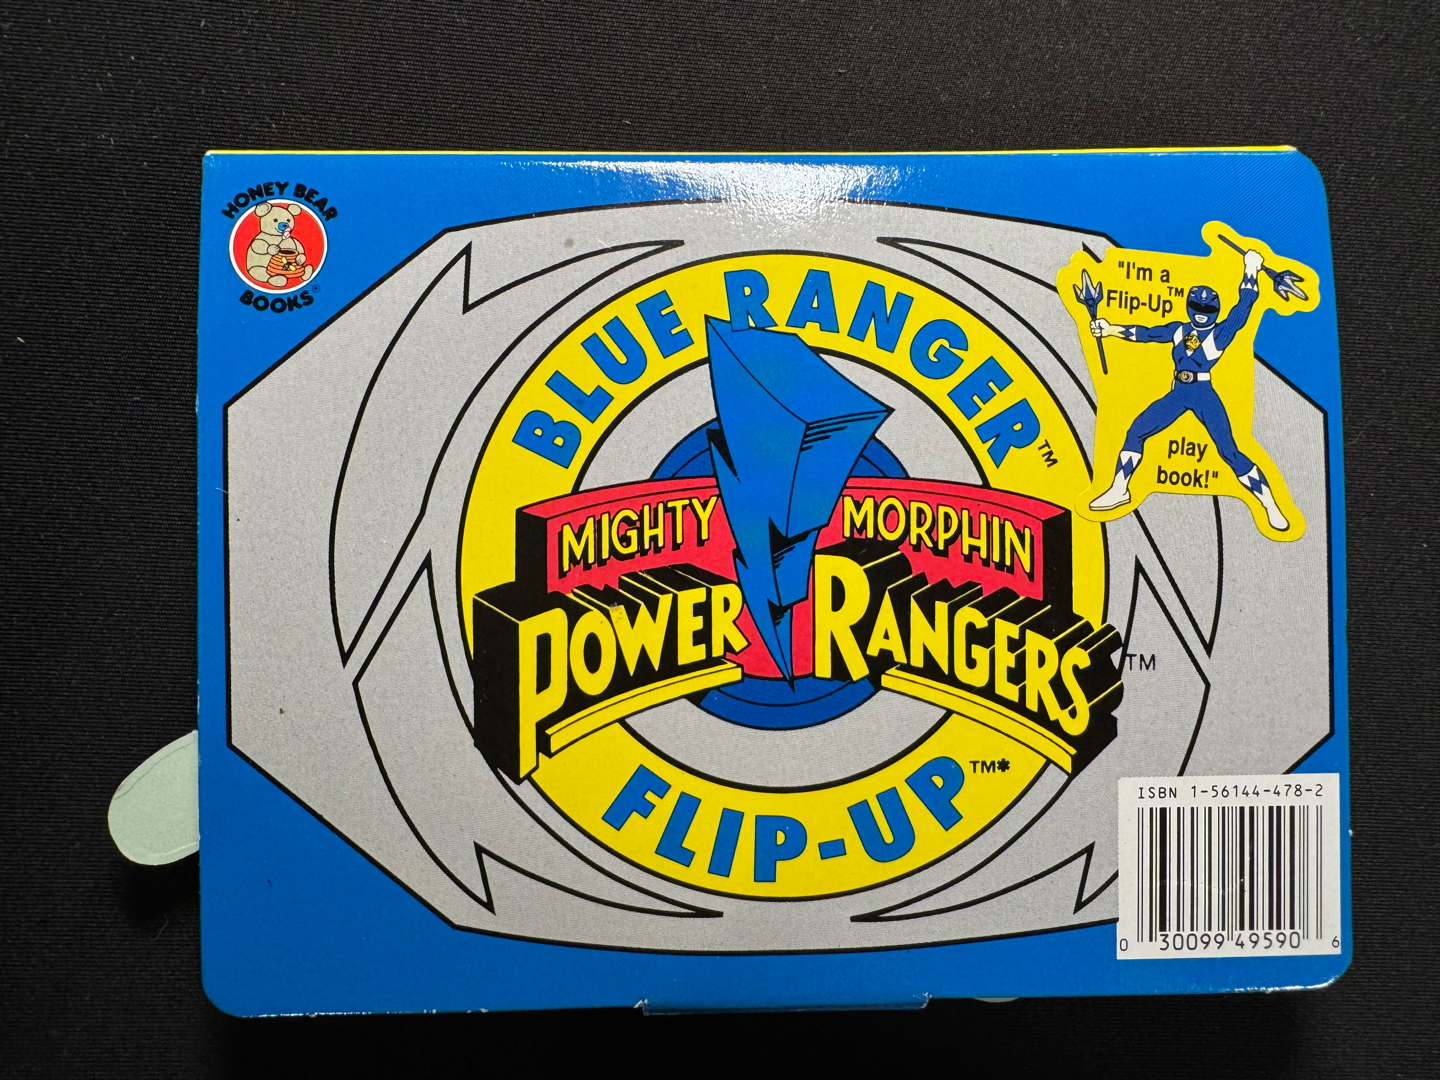 HONEY BEAR
BOOKS®
BLUE RANGER™
"I'm a
Flip-Up™
play
book!"
MIGHTY MORPHIN
POWER RANGERS™
FLIP-UP™*
ISBN 1-56144-478-2
0 30099 49590 6